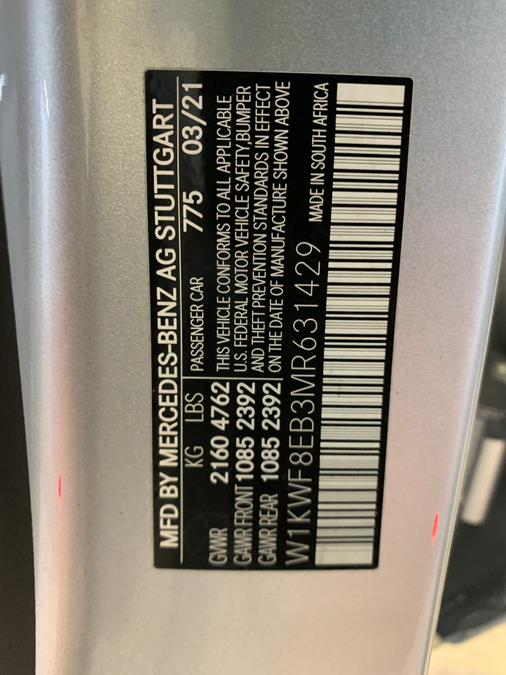 MFD BY MERCEDES-BENZ AG STUTTGART
KG LBS PASSENGER CAR 775 03/21
GVWR 2160 4762 THIS VEHICLE CONFORMS TO ALL APPLICABLE
GAWR FRONT 1085 2392 U.S. FEDERAL MOTOR VEHICLE SAFETY,BUMPER
GAWR REAR 1085 2392 AND THEFT PREVENTION STANDARDS IN EFFECT
ON THE DATE OF MANUFACTURE SHOWN ABOVE
W1KWF8EB3MR631429 MADE IN SOUTH AFRICA